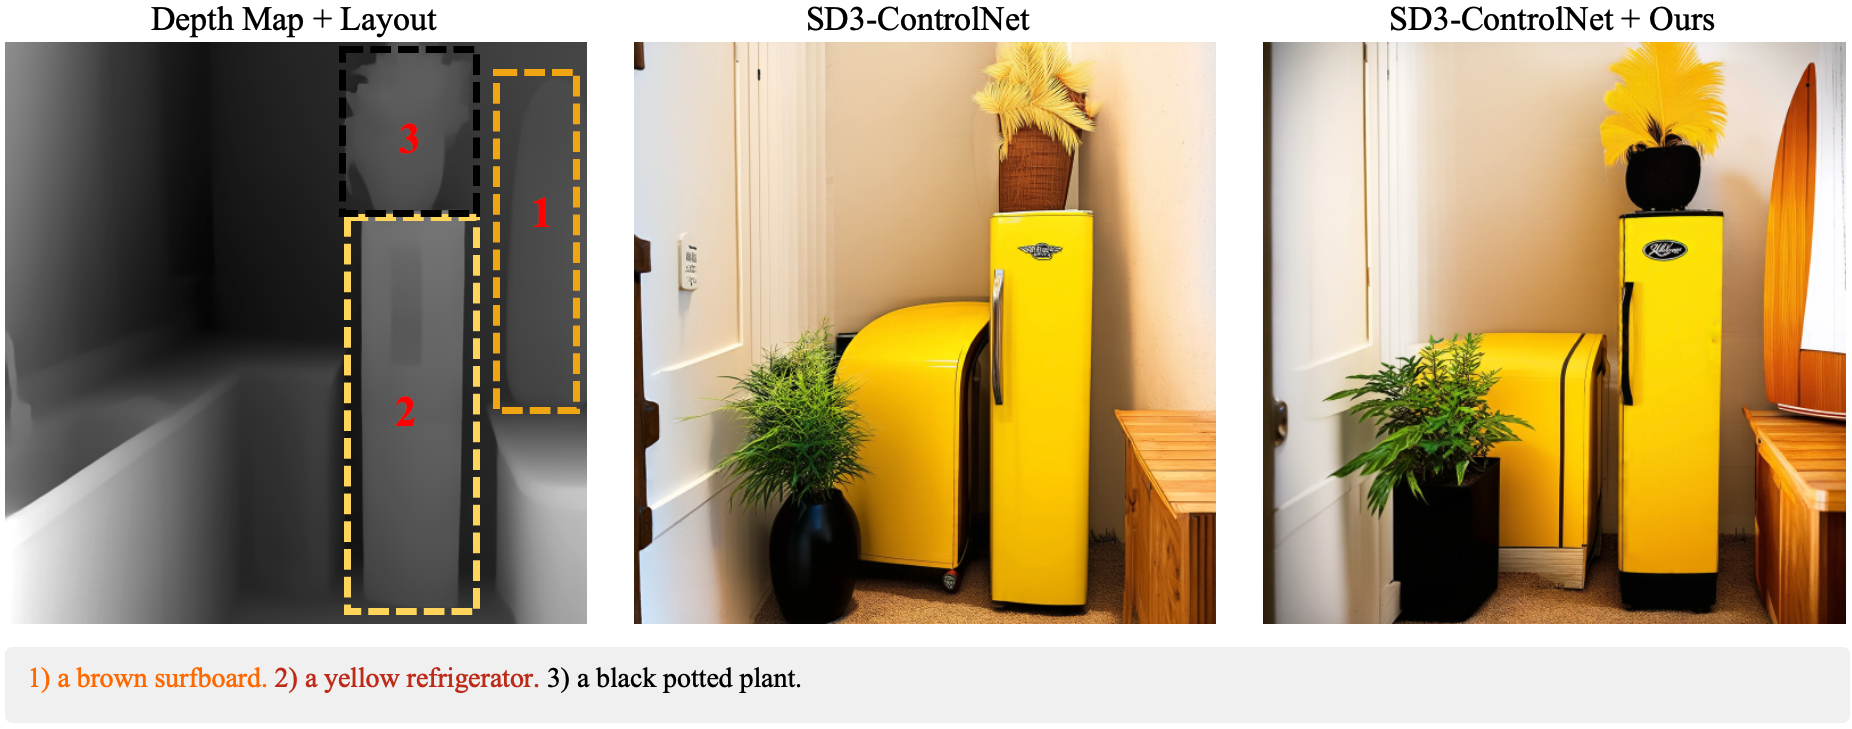 Depth Map + Layout
SD3-ControlNet
SD3-ControlNet + Ours
3
1
2
1) a brown surfboard. 2) a yellow refrigerator. 3) a black potted plant.